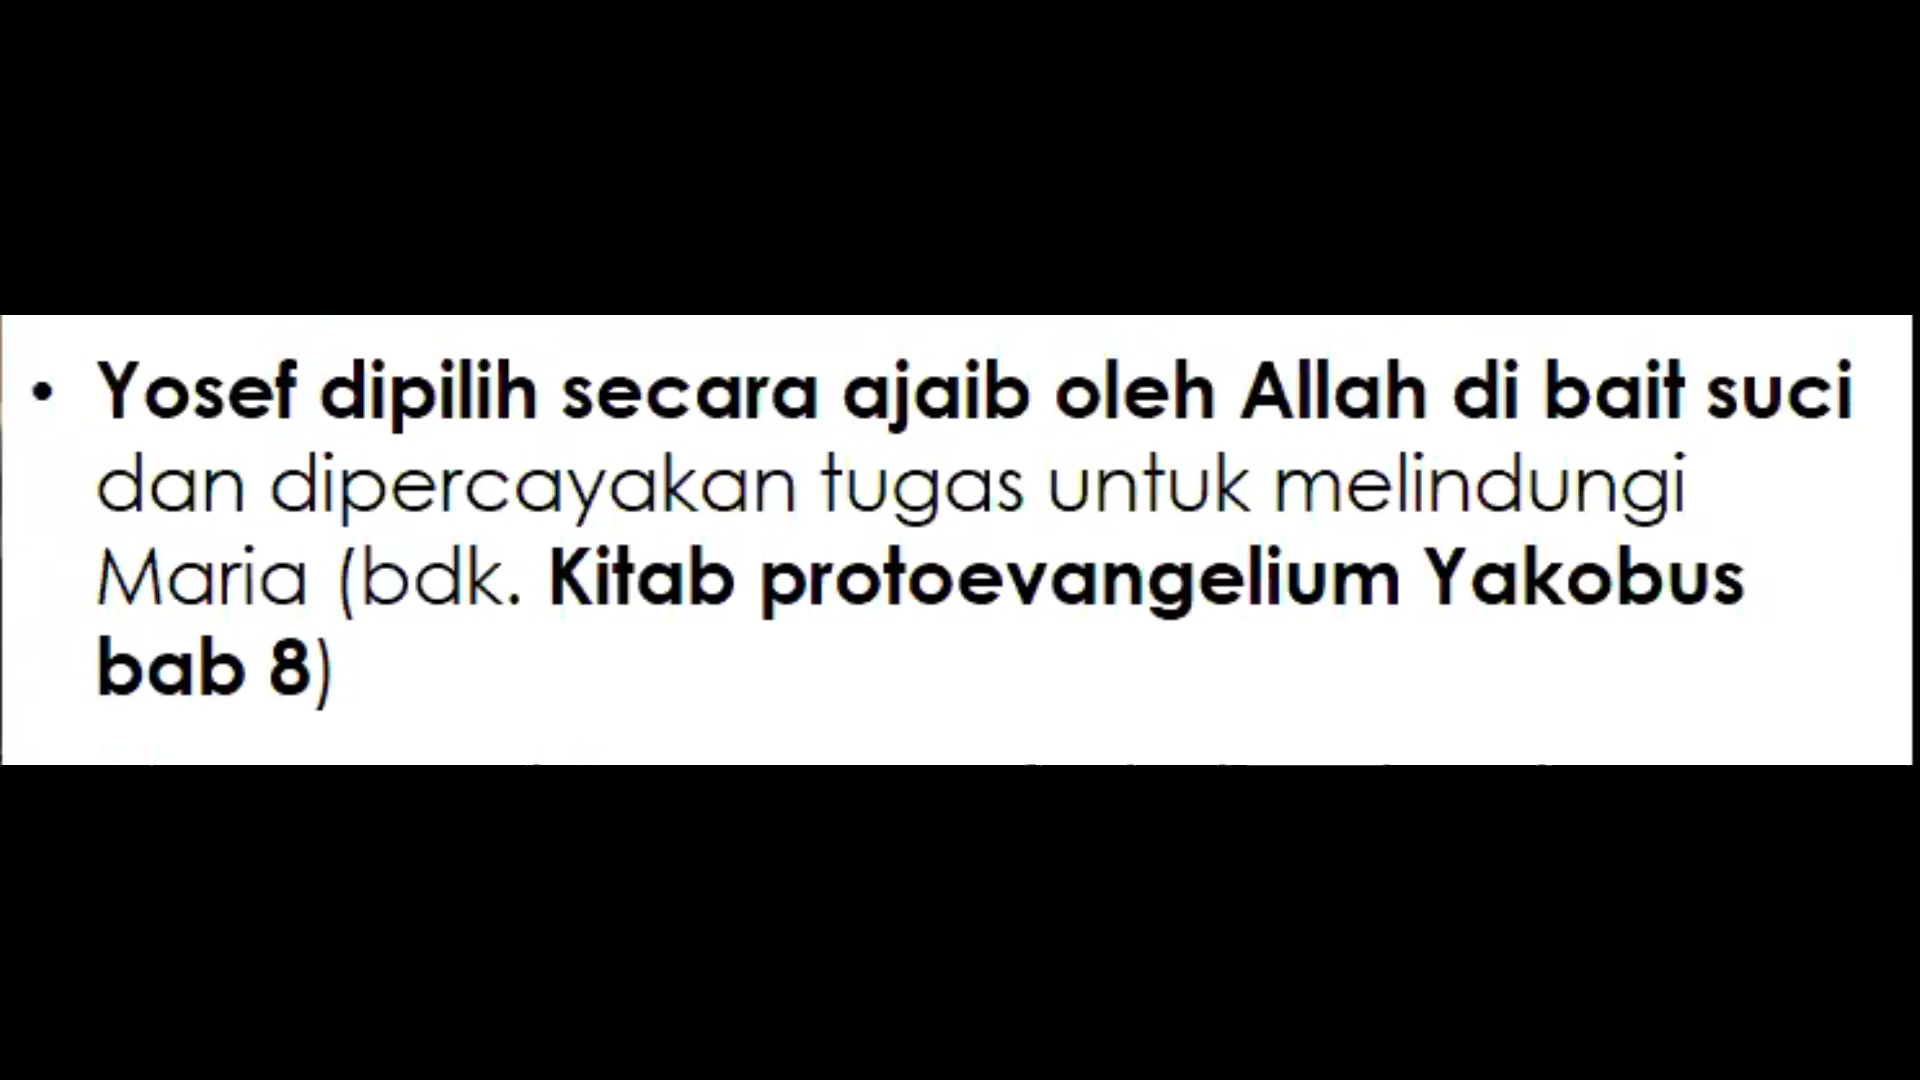 • Yosef dipilih secara ajaib oleh Allah di bait suci
dan dipercayakan tugas untuk melindungi
Maria (bdk. Kitab protoevangelium Yakobus
bab 8)